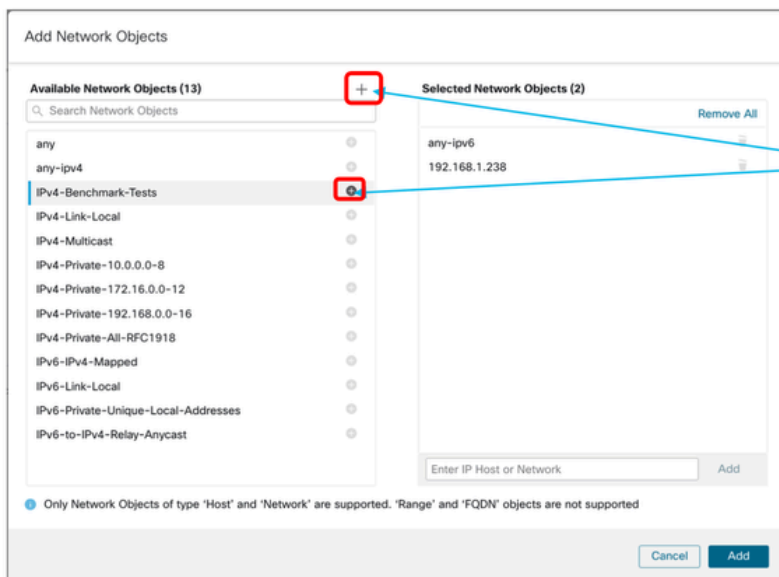 Add Network Objects
Available Network Objects (13)
Search Network Objects
any
any-ipv4
IPv4-Benchmark-Tests
IPv4-Link-Local
IPv4-Multicast
IPv4-Private-10.0.0.0-8
IPv4-Private-172.16.0.0-12
IPv4-Private-192.168.0.0-16
IPv4-Private-All-RFC1918
IPv6-IPv4-Mapped
IPv6-Link-Local
IPv6-Private-Unique-Local-Addresses
IPv6-to-IPv4-Relay-Anycast
Selected Network Objects (2)
Remove All
any-ipv6
192.168.1.238
Enter IP Host or Network Add
Only Network Objects of type 'Host' and 'Network' are supported. 'Range' and 'FQDN' objects are not supported
Cancel Add